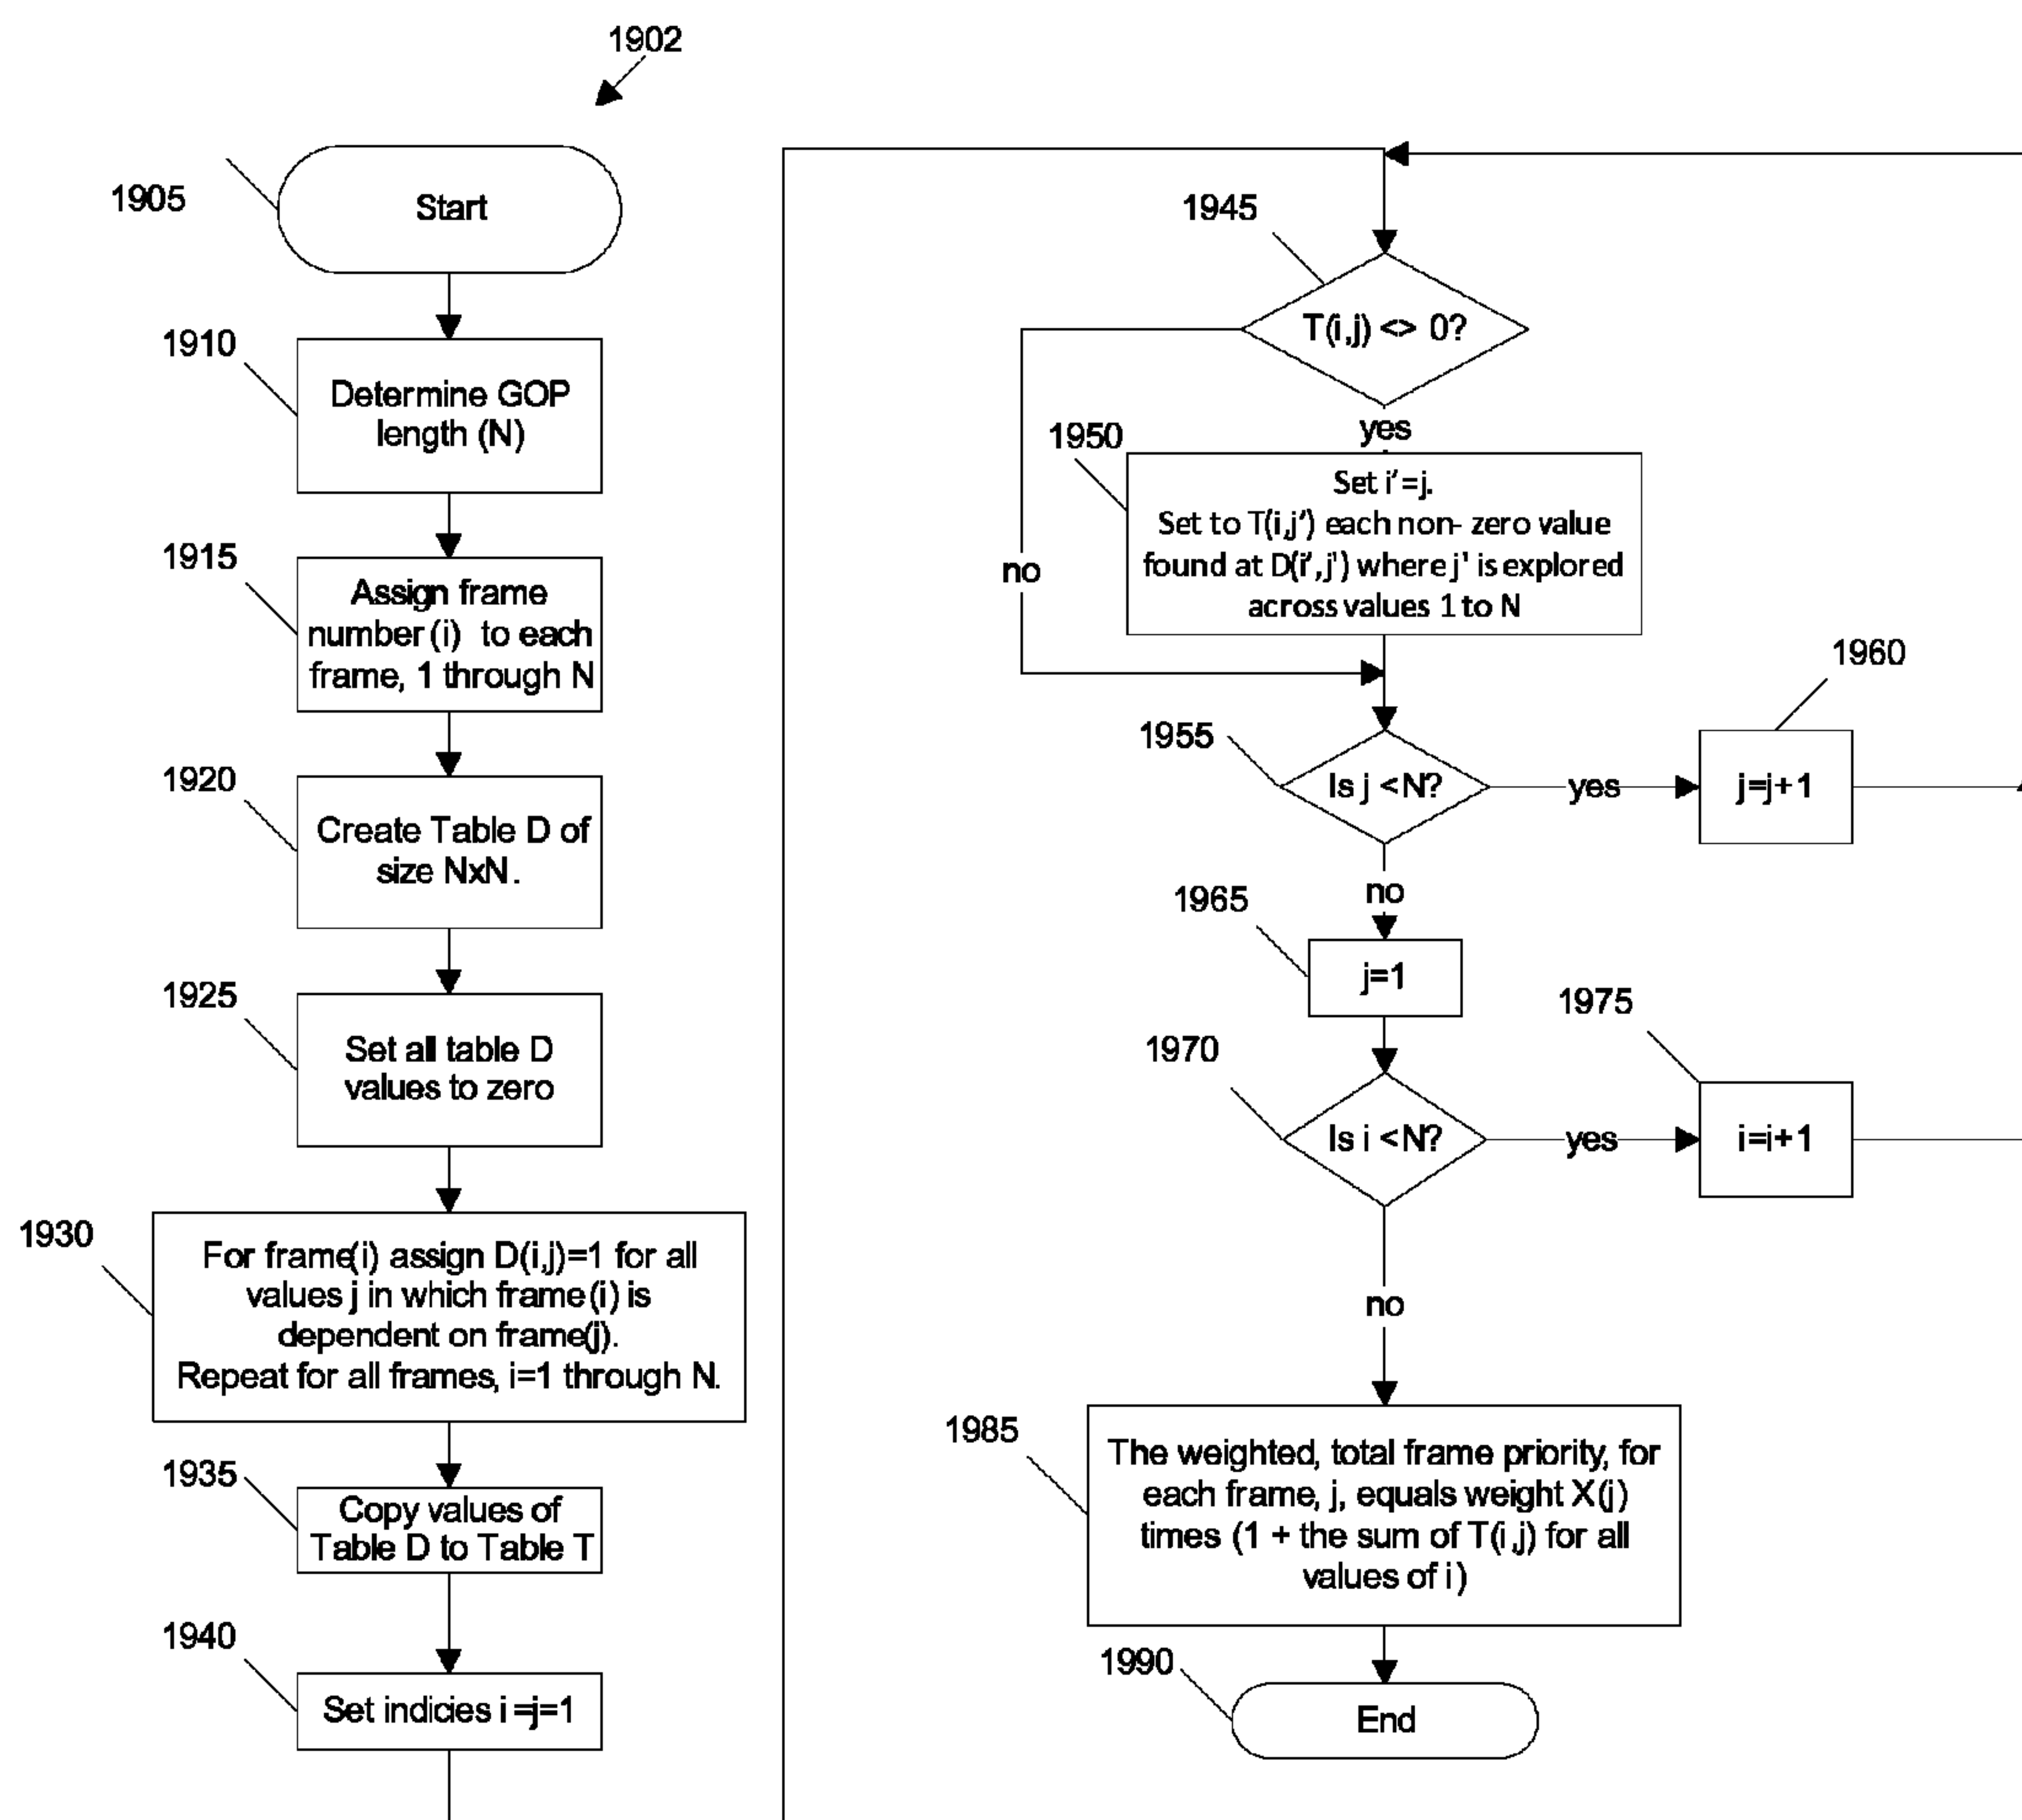 1902
1905
Start
1910
Determine GOP
length (N)
1915
Assign frame
number (i) to each
frame, 1 through N
1920
Create Table D of
size NxN.
1925
Set all table D
values to zero
1930
For frame(i) assign D(i,j)=1 for all
values j in which frame(i) is
dependent on frame(j).
Repeat for all frames, i=1 through N.
1935
Copy values of
Table D to Table T
1940
Set indicies i=j=1
1945
T(i,j) <> 0?
yes
no
1950
Set i'=j.
Set to T(i,j') each non- zero value
found at D(i',j') where j' is explored
across values 1 to N
1955
Is j <N?
yes
1960
j=j+1
no
1965
j=1
1970
Is i <N?
yes
1975
i=i+1
no
1985
The weighted, total frame priority, for
each frame, j, equals weight X(j)
times (1 + the sum of T(i,j) for all
values of i)
1990
End